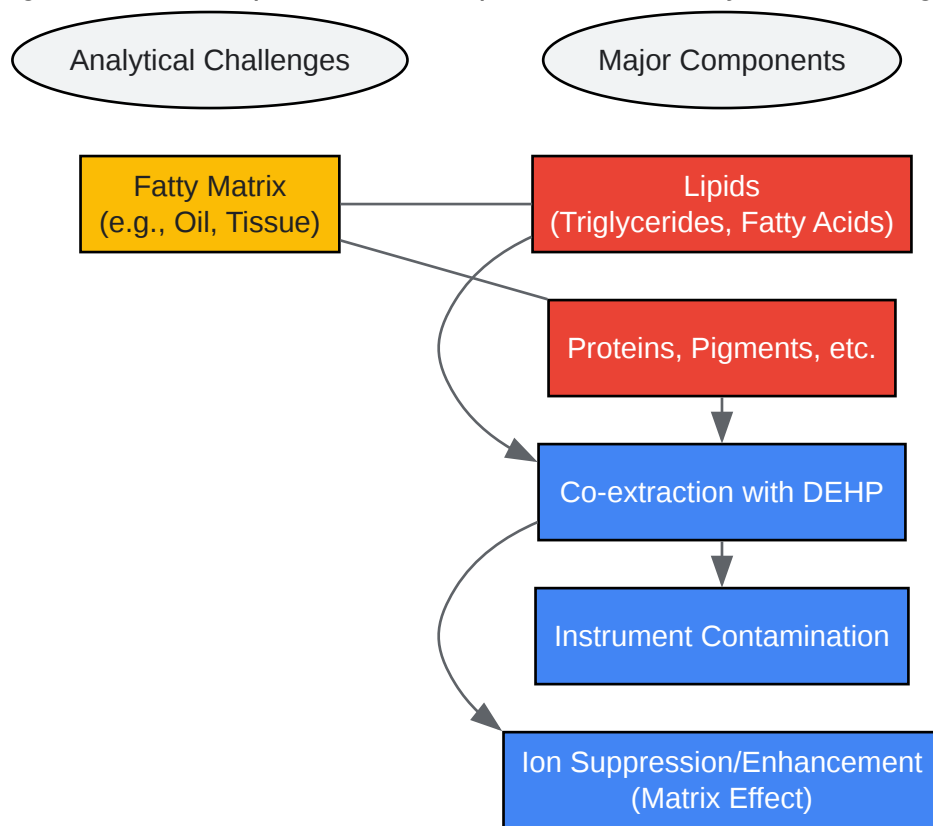 Analytical Challenges
Major Components
Fatty Matrix
(e.g., Oil, Tissue)
Lipids
(Triglycerides, Fatty Acids)
Proteins, Pigments, etc.
Co-extraction with DEHP
Instrument Contamination
Ion Suppression/Enhancement
(Matrix Effect)